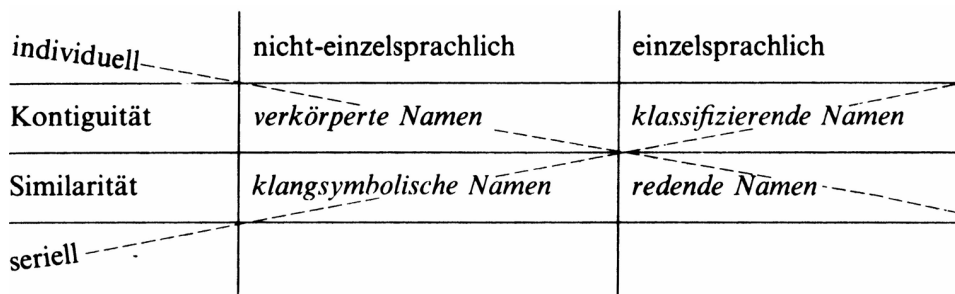 individuell nicht-einzelsprachlich einzelsprachlich
Kontiguität verkörperte Namen klassifizierende Namen
Similarität klangsymbolische Namen redende Namen
seriell